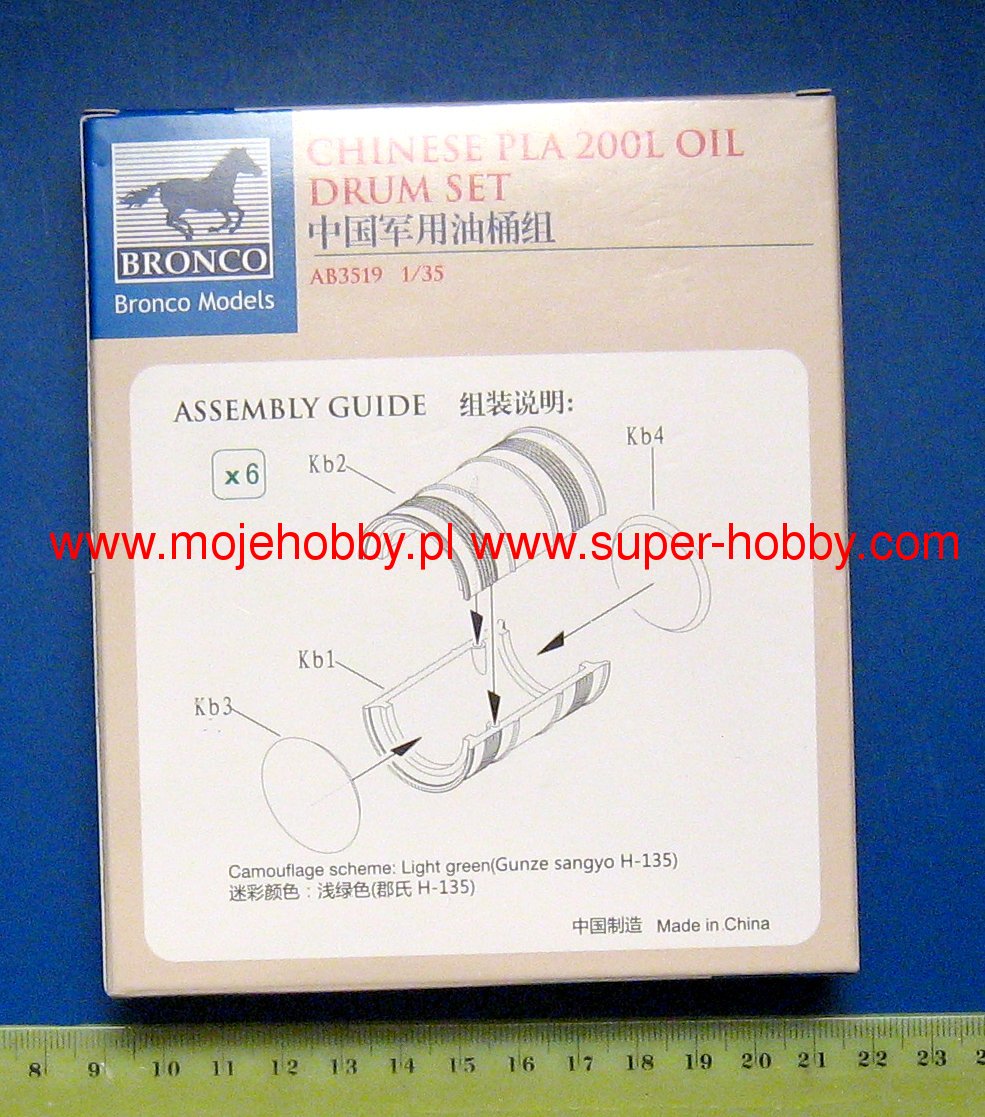 CHINESE PLA 200L OIL
DRUM SET
中国军用油桶组
AB3519 1/35
BRONCO
Bronco Models
ASSEMBLY GUIDE 组装说明:
x 6
Kb2
Kb4
www.mojehobby.pl www.super-hobby.com
Kb1
Kb3
Camouflage scheme: Light green(Gunze sangyo H-135)
迷彩颜色：浅绿色(郡氏 H-135)
中国制造 Made in China
8 9 10 11 12 13 14 15 16 17 18 19 20 21 22 23